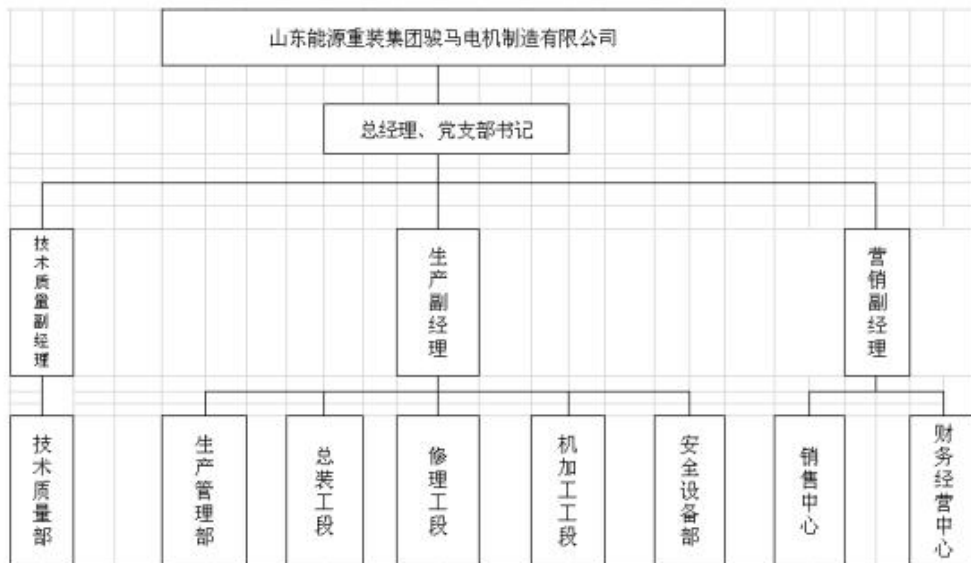 山东能源重装集团骏马电机制造有限公司
总经理、党支部书记
技术质量副经理
生产副经理
营销副经理
技术质量部
生产管理部
总装工段
修理工段
机加工工段
安全设备部
销售中心
财务经营中心